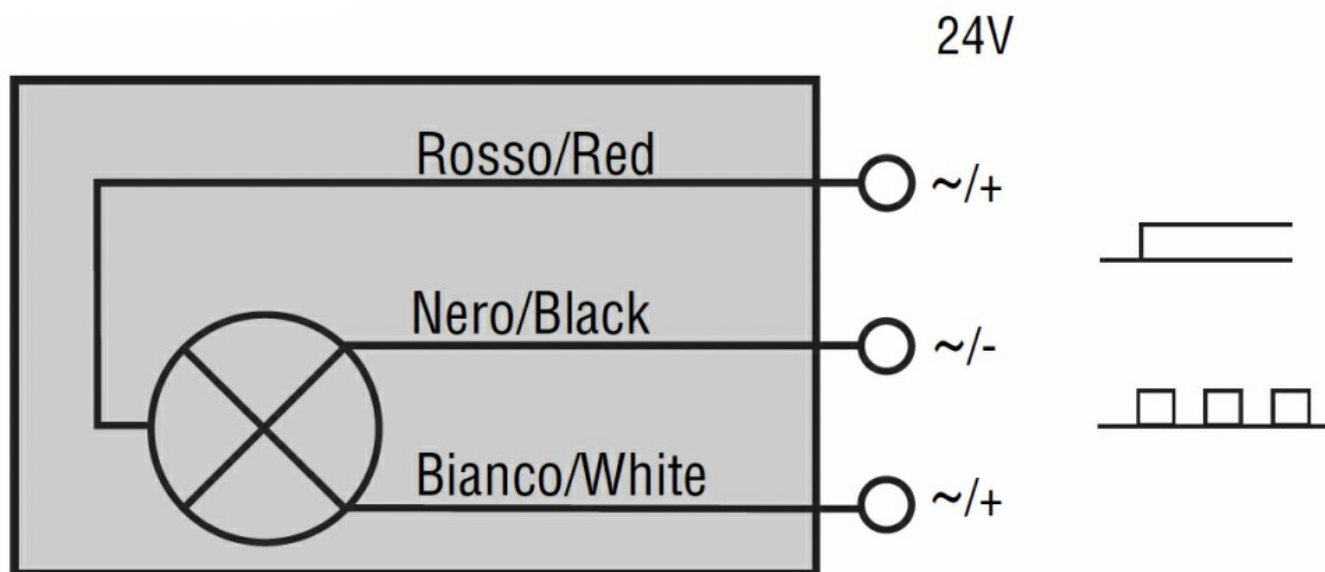 24V
Rosso/Red
~/+
Nero/Black
~/-
Bianco/White
~/+